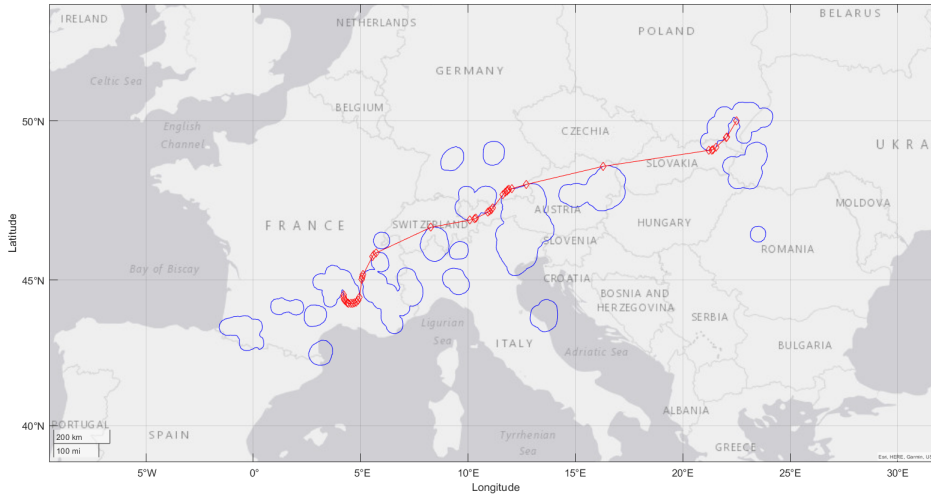 IRELAND
BELARUS
NETHERLANDS
POLAND
Celtic Sea
GERMANY
BELGIUM
50°N
English
Channel
CZECHIA
UKRA
SLOVAKIA
FRANCE
SWITZERLAND
AUSTRIA
HUNGARY
MOLDOVA
SLOVENIA
ROMANIA
Bay of Biscay
CROATIA
45°N
BOSNIA AND
HERZEGOVINA
SERBIA
Ligurian
Sea
ITALY
Adriatic Sea
BULGARIA
ALBANIA
40°N
PORTUGAL
SPAIN
Tyrrhenian
Sea
GREECE
200 km
100 mi
Esri, HERE, Garmin, US
5°W
0°
5°E
10°E
15°E
20°E
25°E
30°E
Longitude
Latitude